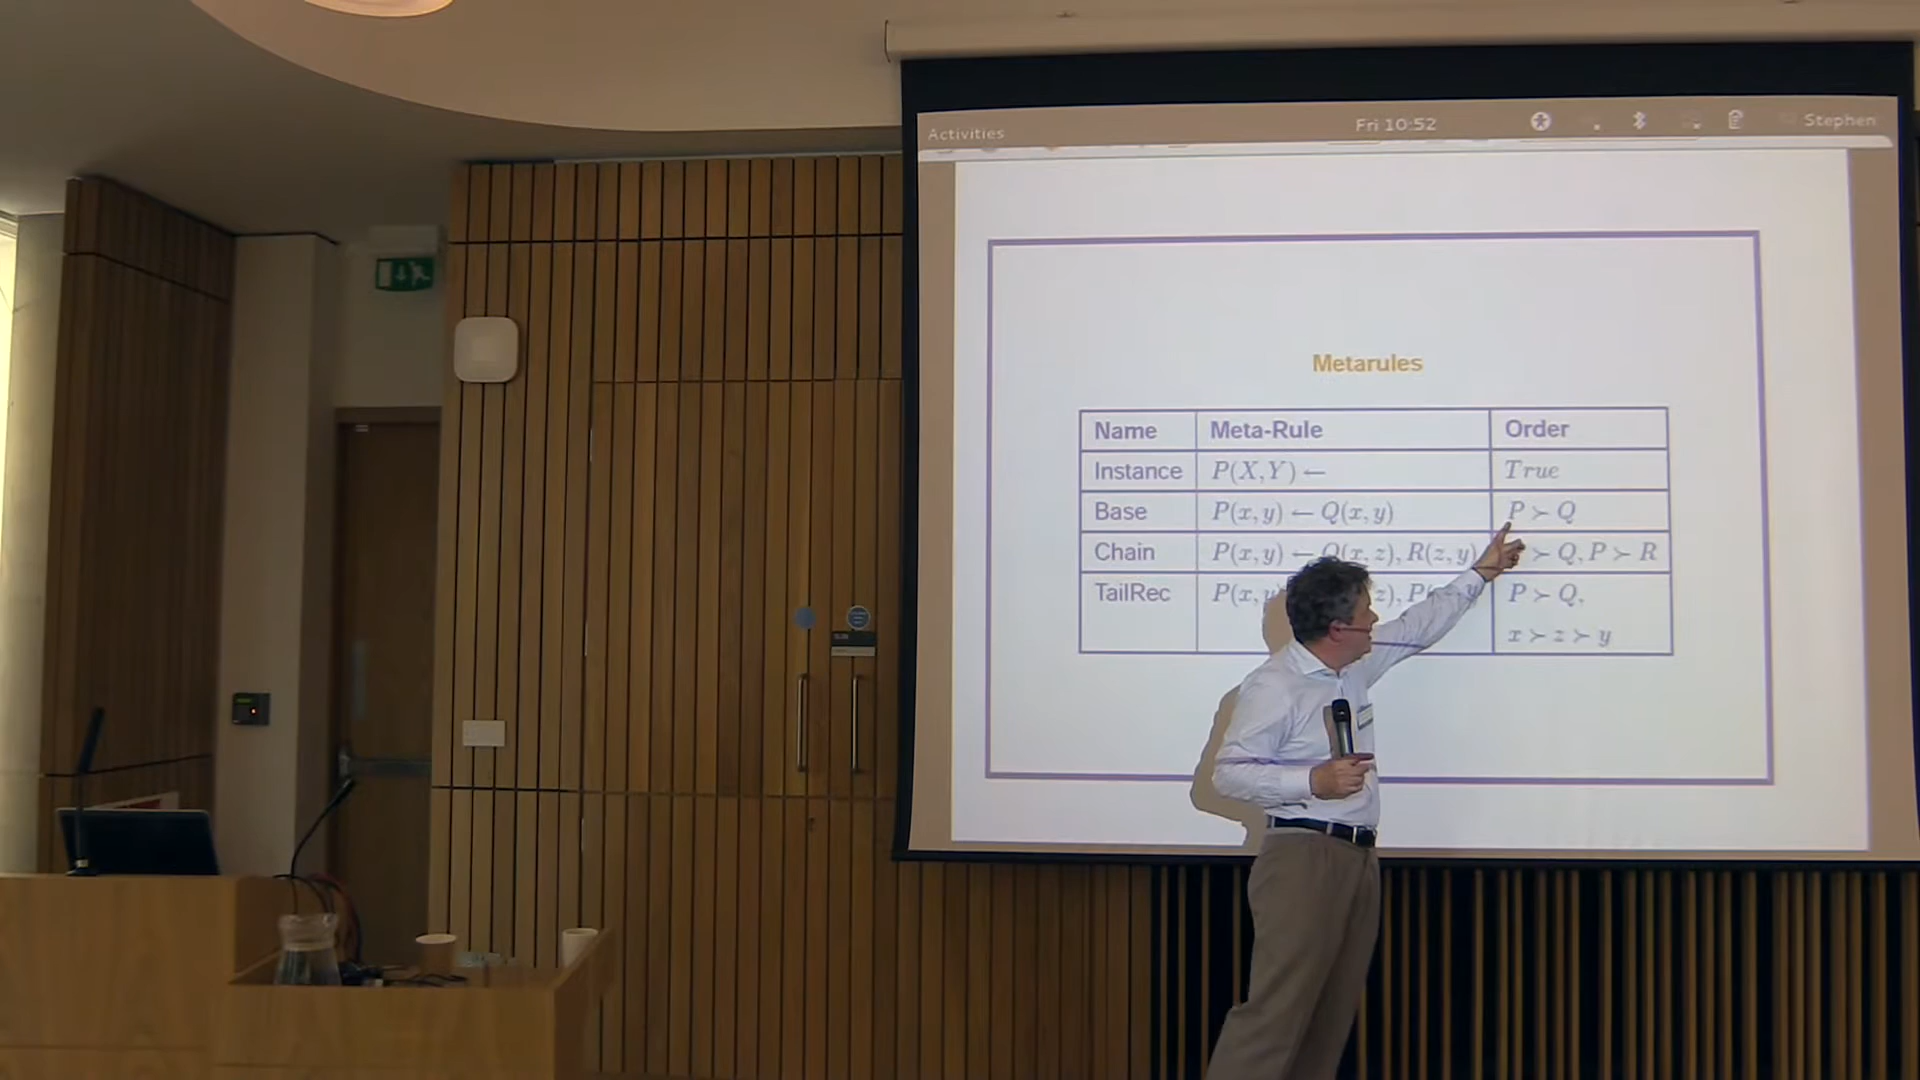 Activities Fri 10:52 Stephen
Metarules
Name Meta-Rule Order
Instance P(X,Y) ← True
Base P(x,y) ← Q(x,y) P ≻ Q
Chain P(x,y) ← Q(x,z), R(z,y) ≻ Q, P ≻ R
TailRec P(x,y z), P( y P ≻ Q,
x ≻ z ≻ y